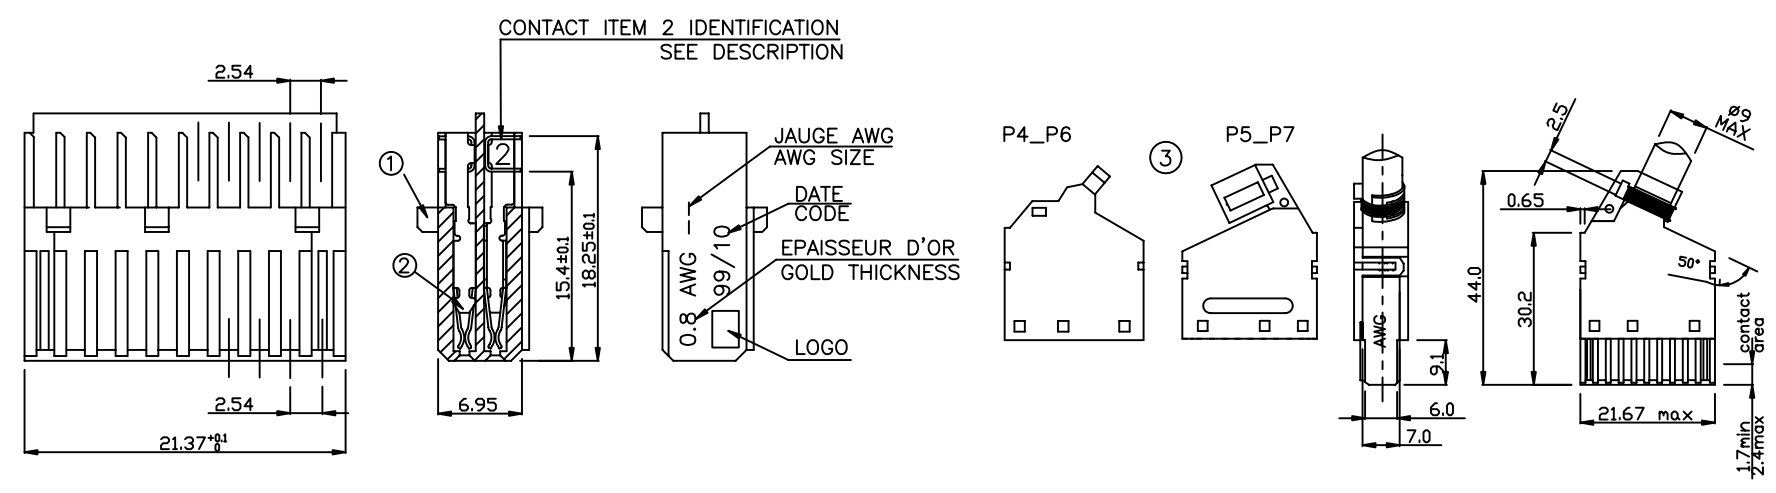 CONTACT ITEM 2 IDENTIFICATION
SEE DESCRIPTION
2.54
2.54
21.37 +0.1 0
1
2
2
15.4±0.1
18.25±0.1
6.95
JAUGE AWG
AWG SIZE
DATE
CODE
EPAISSEUR D'OR
GOLD THICKNESS
LOGO
0.8 AWG
99/10
P4_P6
3
P5_P7
AWG
9.1
6.0
7.0
2.5
ø9
MAX
0.65
44.0
30.2
50°
contact
area
21.67 max
1.7min
2.4max